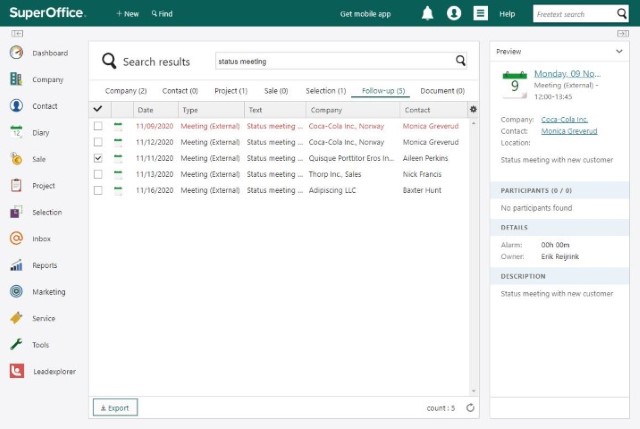 SuperOffice.
+ New
Find
Get mobile app
Help
Freetext search
Dashboard
Company
Contact
Diary
12
Sale
Project
Selection
Inbox
Reports
Marketing
Service
Tools
Leadexplorer
Search results
status meeting
Company (2) Contact (0) Project (1) Sale (0) Selection (1) Follow-up (5) Document (0)
Date Type Text Company Contact
11/09/2020 Meeting (External) Status meeting ... Coca-Cola Inc., Norway Monica Greverud
11/12/2020 Meeting (External) Status meeting ... Coca-Cola Inc., Norway Monica Greverud
11/11/2020 Meeting (External) Status meeting ... Quisque Porttitor Eros In... Aileen Perkins
11/13/2020 Meeting (External) Status meeting ... Thorp Inc., Sales Nick Francis
11/16/2020 Meeting (External) Status meeting ... Adipiscing LLC Baxter Hunt
Export
count : 5
Preview
9
Monday, 09 No...
Meeting (External) -
12:00-13:45
Company: Coca-Cola Inc.
Contact: Monica Greverud
Location:
Status meeting with new customer
PARTICIPANTS (0 / 0)
No participants found
DETAILS
Alarm: 00h 00m
Owner: Erik Reijrink
DESCRIPTION
Status meeting with new customer